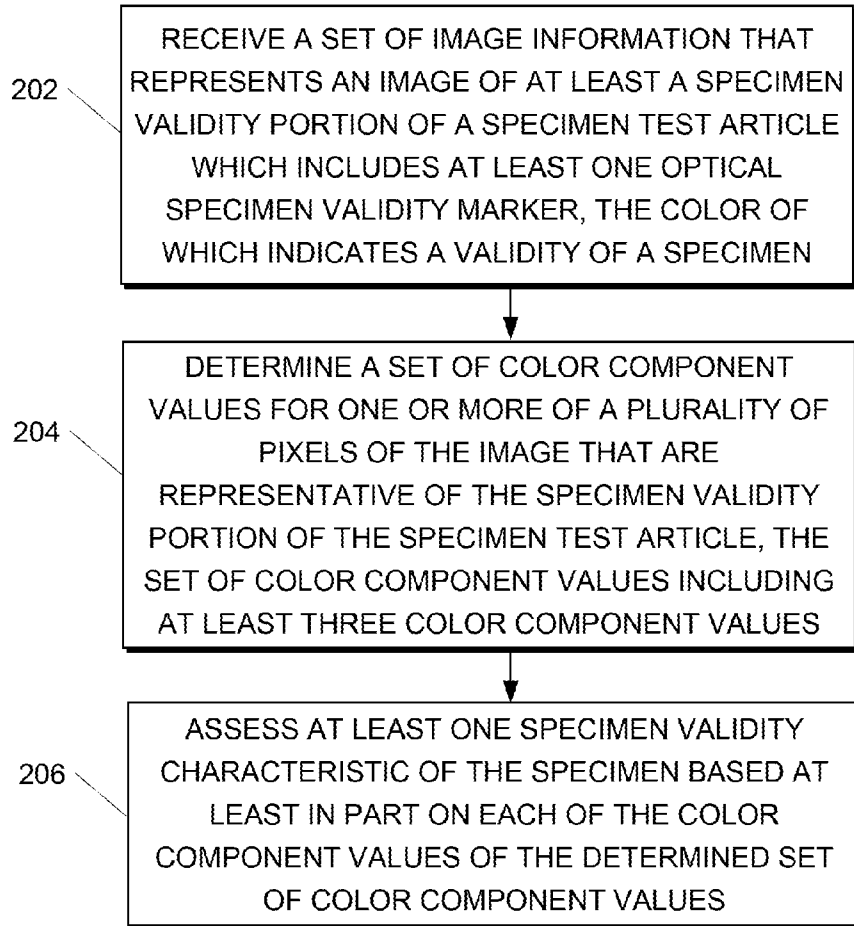 202
RECEIVE A SET OF IMAGE INFORMATION THAT
REPRESENTS AN IMAGE OF AT LEAST A SPECIMEN
VALIDITY PORTION OF A SPECIMEN TEST ARTICLE
WHICH INCLUDES AT LEAST ONE OPTICAL
SPECIMEN VALIDITY MARKER, THE COLOR OF
WHICH INDICATES A VALIDITY OF A SPECIMEN
204
DETERMINE A SET OF COLOR COMPONENT
VALUES FOR ONE OR MORE OF A PLURALITY OF
PIXELS OF THE IMAGE THAT ARE
REPRESENTATIVE OF THE SPECIMEN VALIDITY
PORTION OF THE SPECIMEN TEST ARTICLE, THE
SET OF COLOR COMPONENT VALUES INCLUDING
AT LEAST THREE COLOR COMPONENT VALUES
206
ASSESS AT LEAST ONE SPECIMEN VALIDITY
CHARACTERISTIC OF THE SPECIMEN BASED AT
LEAST IN PART ON EACH OF THE COLOR
COMPONENT VALUES OF THE DETERMINED SET
OF COLOR COMPONENT VALUES